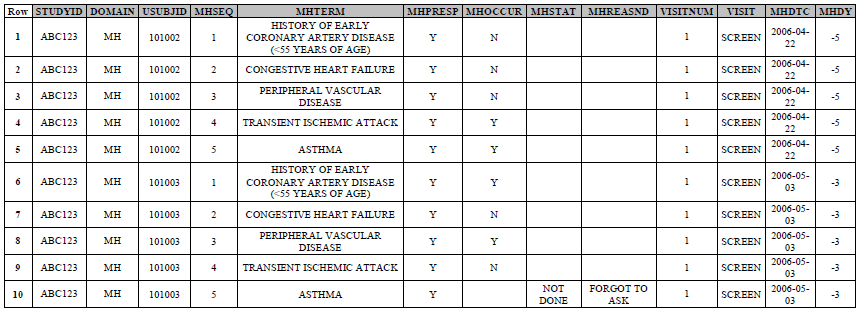 Row STUDYID DOMAIN USUBJID MHSEQ MHTERM MHPRESP MHOCCUR MHSTAT MHREASND VISITNUM VISIT MHDTC MHDY
1 ABC123 MH 101002 1 HISTORY OF EARLY CORONARY ARTERY DISEASE (<55 YEARS OF AGE) Y N 1 SCREEN 2006-04-22 -5
2 ABC123 MH 101002 2 CONGESTIVE HEART FAILURE Y N 1 SCREEN 2006-04-22 -5
3 ABC123 MH 101002 3 PERIPHERAL VASCULAR DISEASE Y N 1 SCREEN 2006-04-22 -5
4 ABC123 MH 101002 4 TRANSIENT ISCHEMIC ATTACK Y Y 1 SCREEN 2006-04-22 -5
5 ABC123 MH 101002 5 ASTHMA Y Y 1 SCREEN 2006-04-22 -5
6 ABC123 MH 101003 1 HISTORY OF EARLY CORONARY ARTERY DISEASE (<55 YEARS OF AGE) Y Y 1 SCREEN 2006-05-03 -3
7 ABC123 MH 101003 2 CONGESTIVE HEART FAILURE Y N 1 SCREEN 2006-05-03 -3
8 ABC123 MH 101003 3 PERIPHERAL VASCULAR DISEASE Y Y 1 SCREEN 2006-05-03 -3
9 ABC123 MH 101003 4 TRANSIENT ISCHEMIC ATTACK Y N 1 SCREEN 2006-05-03 -3
10 ABC123 MH 101003 5 ASTHMA Y NOT DONE FORGOT TO ASK 1 SCREEN 2006-05-03 -3